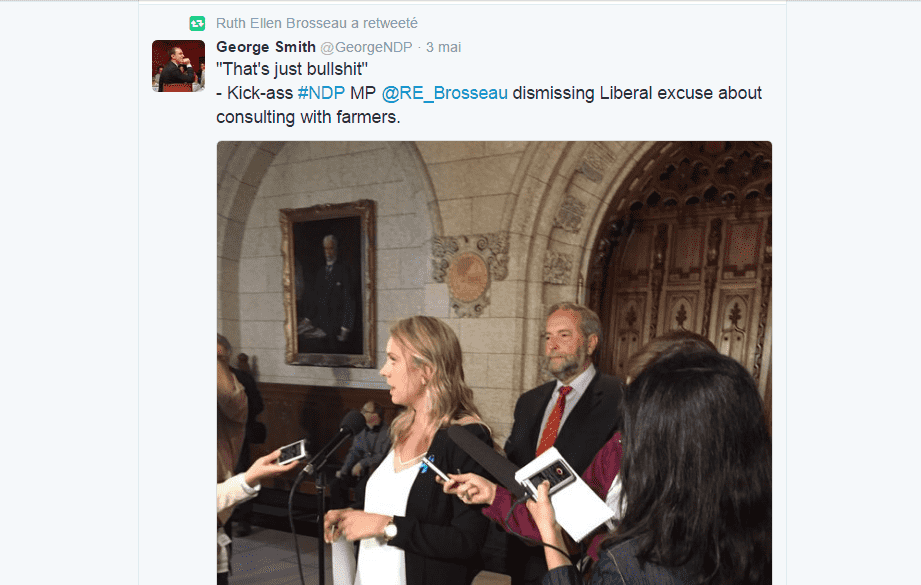 Ruth Ellen Brosseau a retweeté
George Smith @GeorgeNDP · 3 mai
"That's just bullshit"
- Kick-ass #NDP MP @RE_Brosseau dismissing Liberal excuse about
consulting with farmers.